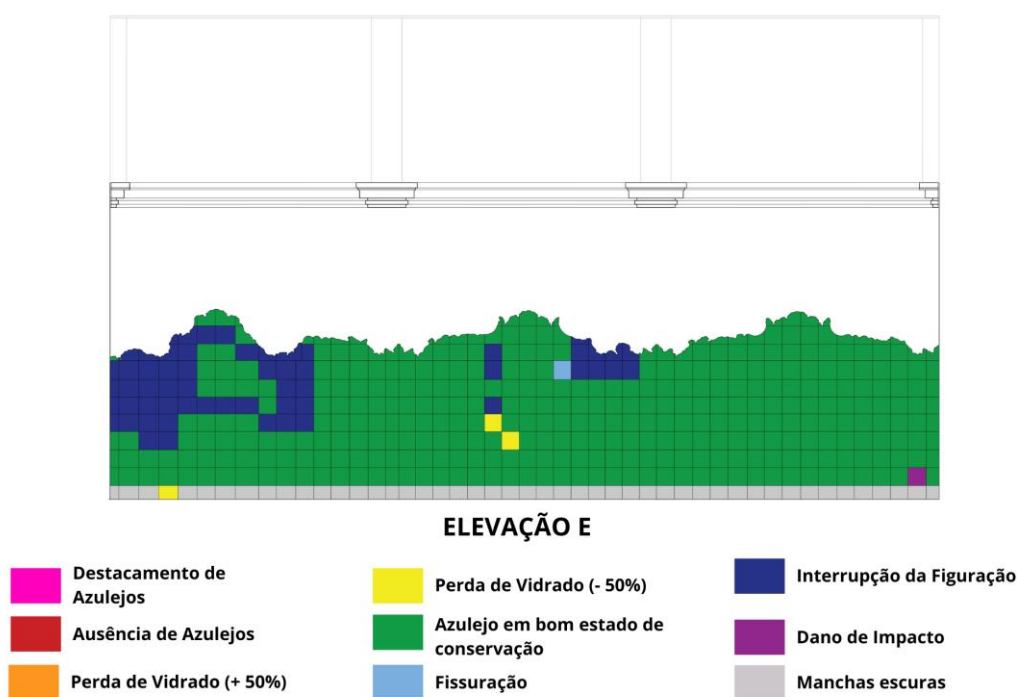 ELEVAÇÃO E
Destacamento de
Azulejos
Ausência de Azulejos
Perda de Vidrado (+ 50%)
Perda de Vidrado (- 50%)
Azulejo em bom estado de
conservação
Fissuração
Interrupção da Figuração
Dano de Impacto
Manchas escuras